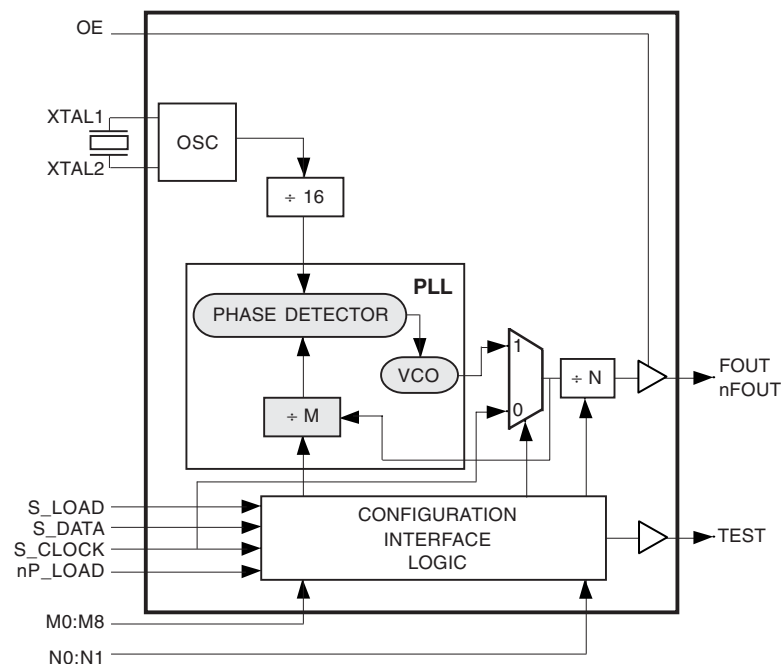 OE
XTAL1
OSC
XTAL2
÷ 16
PLL
PHASE DETECTOR
VCO
1
0
÷ N
FOUT
nFOUT
÷ M
S_LOAD
S_DATA
S_CLOCK
nP_LOAD
CONFIGURATION
INTERFACE
LOGIC
TEST
M0:M8
N0:N1